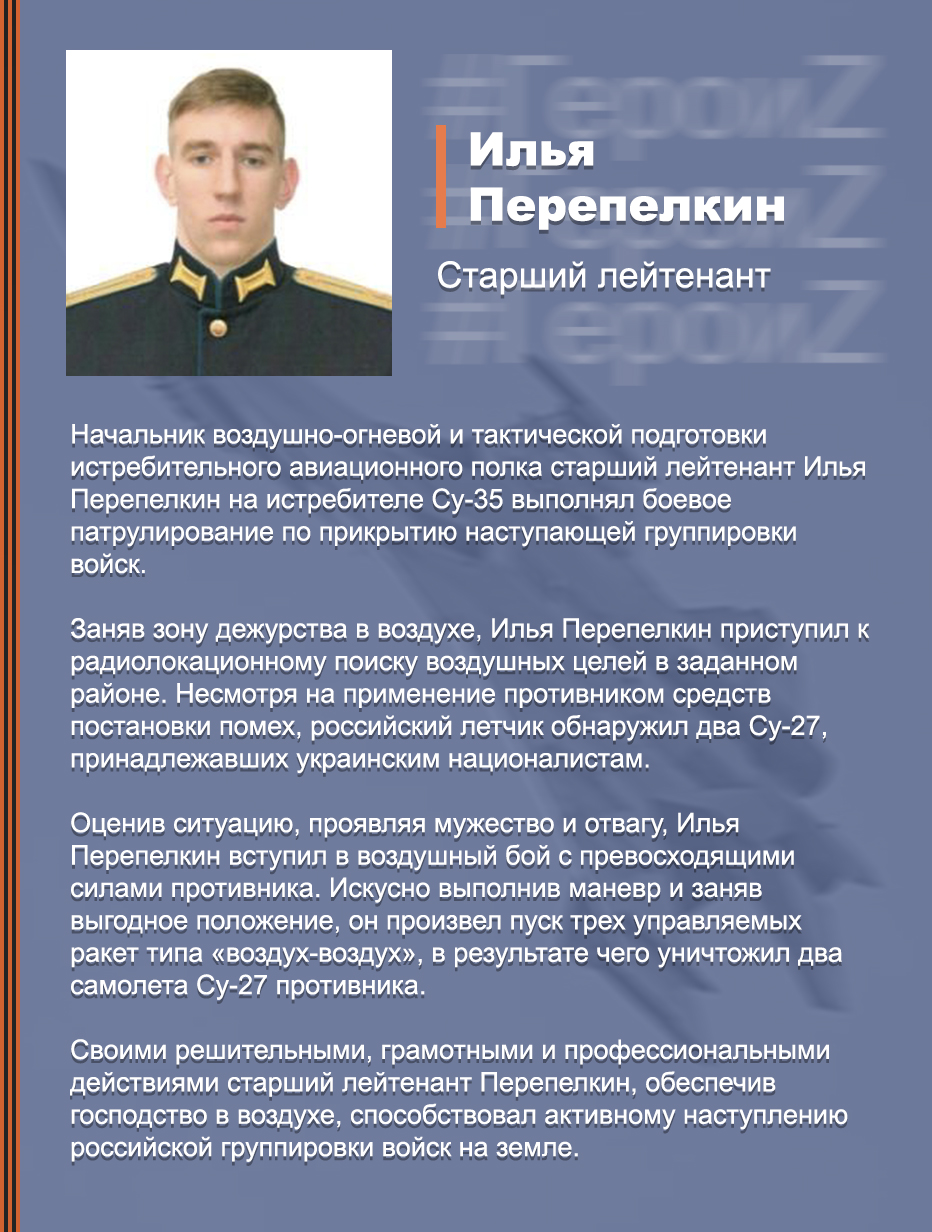 #ГероиZ
#ГероиZ
#ГероиZ
Илья
Перепелкин
Старший лейтенант
Начальник воздушно-огневой и тактической подготовки
истребительного авиационного полка старший лейтенант Илья
Перепелкин на истребителе Су-35 выполнял боевое
патрулирование по прикрытию наступающей группировки
войск.
Заняв зону дежурства в воздухе, Илья Перепелкин приступил к
радиолокационному поиску воздушных целей в заданном
районе. Несмотря на применение противником средств
постановки помех, российский летчик обнаружил два Су-27,
принадлежавших украинским националистам.
Оценив ситуацию, проявляя мужество и отвагу, Илья
Перепелкин вступил в воздушный бой с превосходящими
силами противника. Искусно выполнив маневр и заняв
выгодное положение, он произвел пуск трех управляемых
ракет типа «воздух-воздух», в результате чего уничтожил два
самолета Су-27 противника.
Своими решительными, грамотными и профессиональными
действиями старший лейтенант Перепелкин, обеспечив
господство в воздухе, способствовал активному наступлению
российской группировки войск на земле.